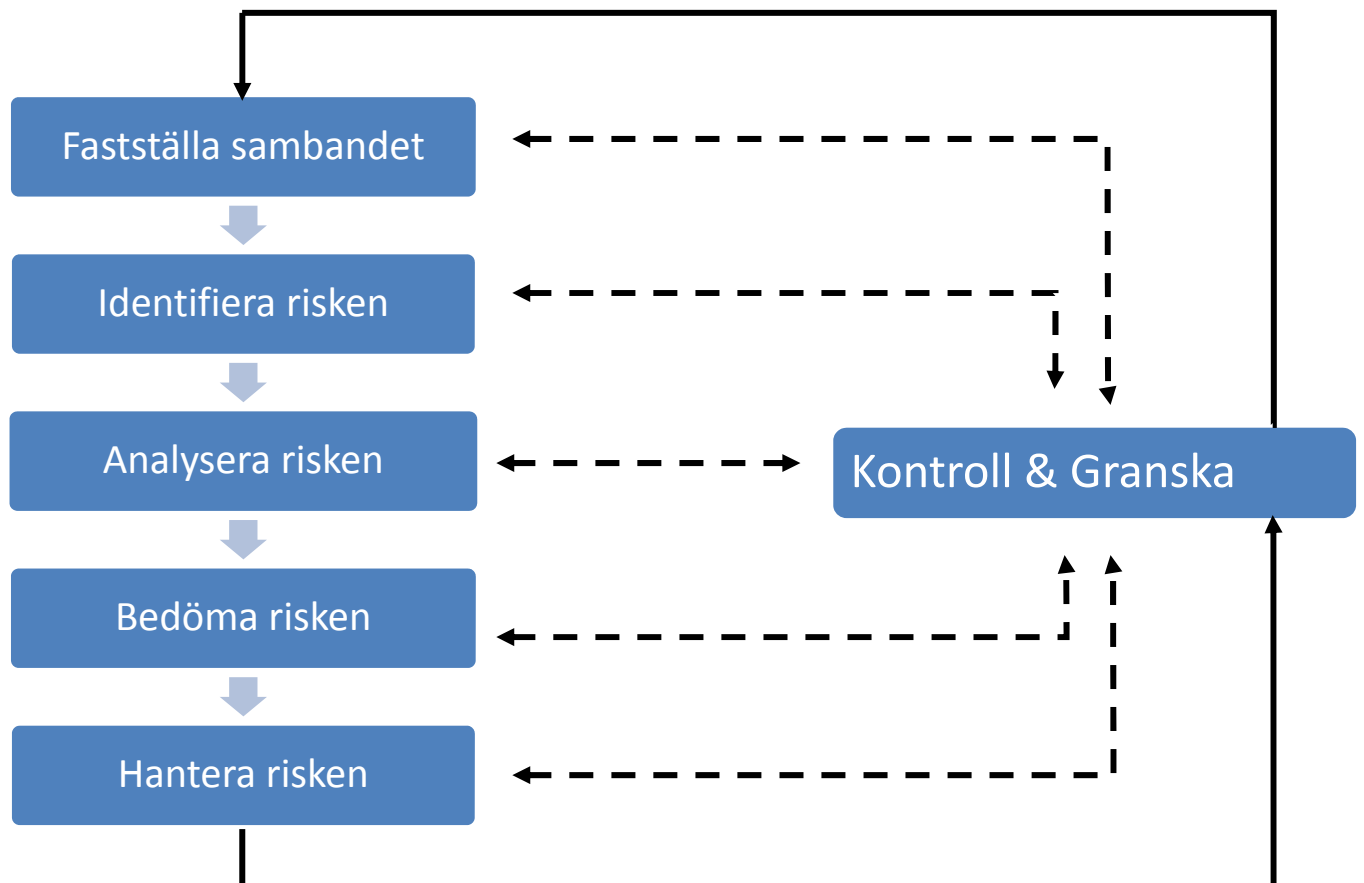 Fastställa sambandet
Identifiera risken
Analysera risken
Kontroll & Granska
Bedöma risken
Hantera risken